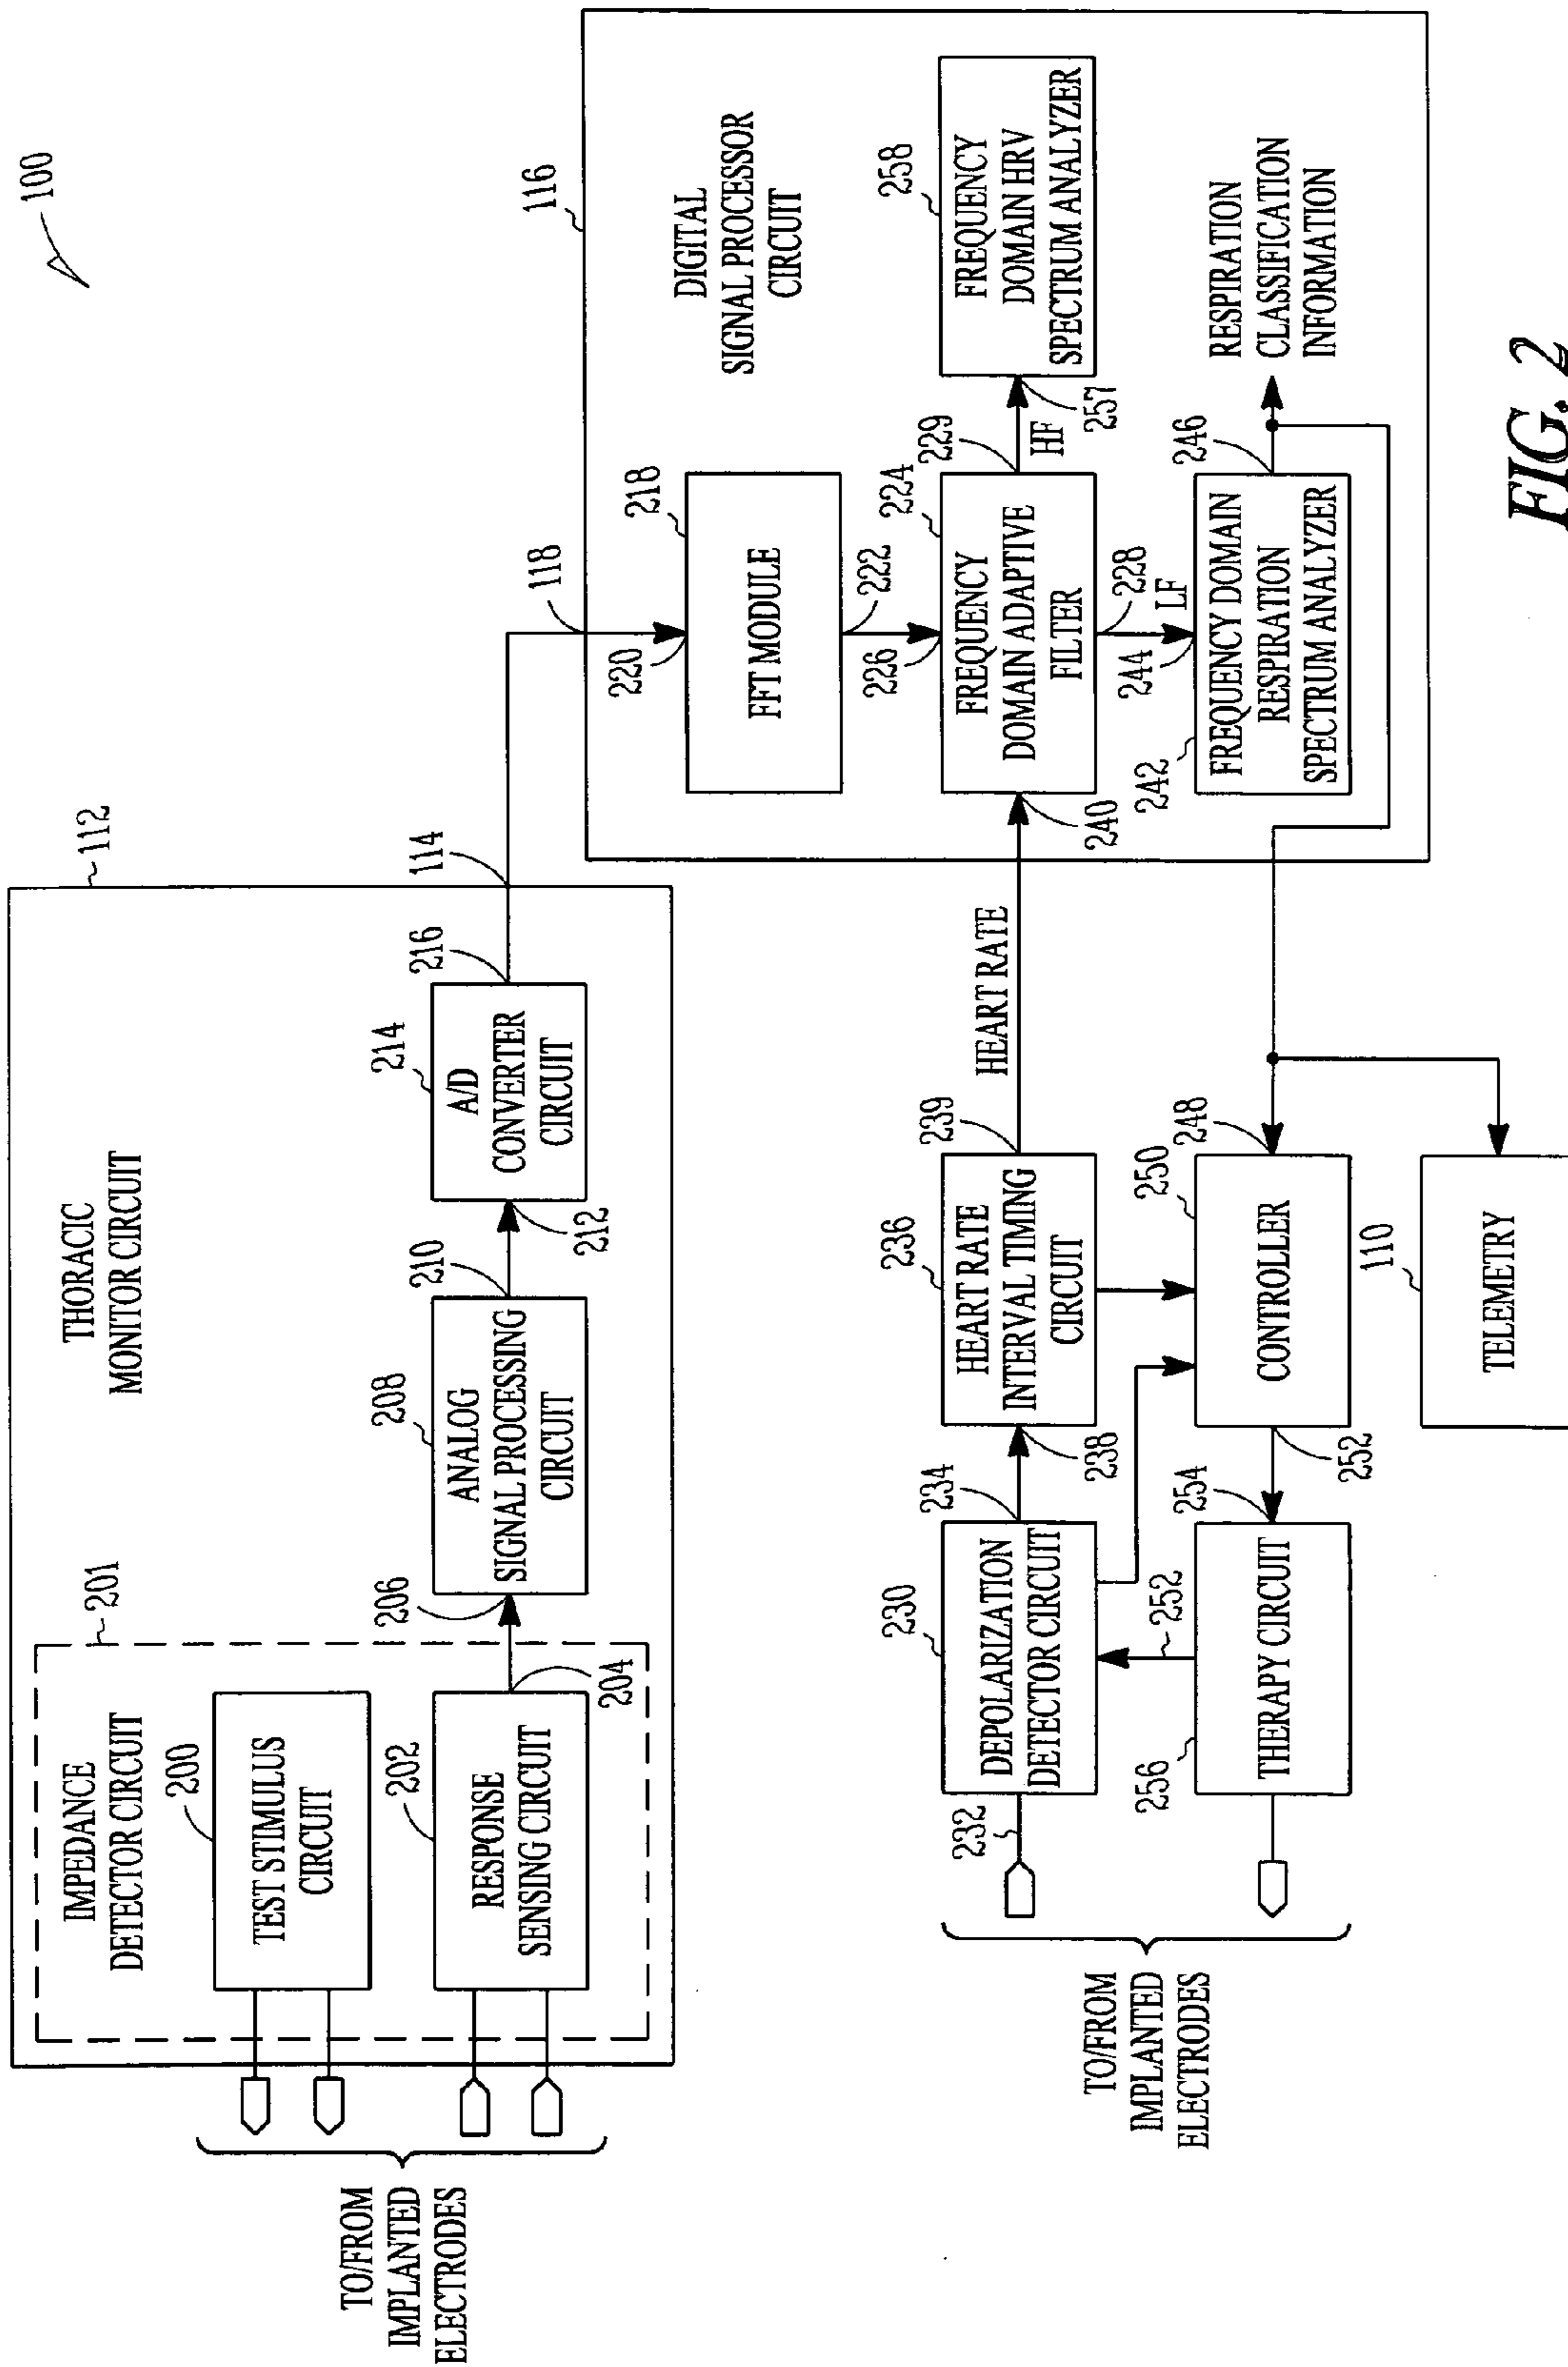 100
THORACIC
MONITOR CIRCUIT
112
IMPEDANCE
DETECTOR CIRCUIT
201
200
TEST STIMULUS
CIRCUIT
202
RESPONSE
SENSING CIRCUIT
204
206
208
ANALOG
SIGNAL PROCESSING
CIRCUIT
210
212
214
A/D
CONVERTER
CIRCUIT
216
114
118
TO/FROM
IMPLANTED
ELECTRODES
116
DIGITAL
SIGNAL PROCESSOR
CIRCUIT
220
218
FFT MODULE
222
226
224
FREQUENCY
DOMAIN ADAPTIVE
FILTER
229
HF
257
258
FREQUENCY
DOMAIN HRV
SPECTRUM ANALYZER
240
228
LF
244
242
FREQUENCY DOMAIN
RESPIRATION
SPECTRUM ANALYZER
246
RESPIRATION
CLASSIFICATION
INFORMATION
230
232
DEPOLARIZATION
DETECTOR CIRCUIT
234
238
236
HEART RATE
INTERVAL TIMING
CIRCUIT
239
HEART RATE
252
256
THERAPY CIRCUIT
254
252
250
CONTROLLER
248
110
TELEMETRY
TO/FROM
IMPLANTED
ELECTRODES
FIG. 2